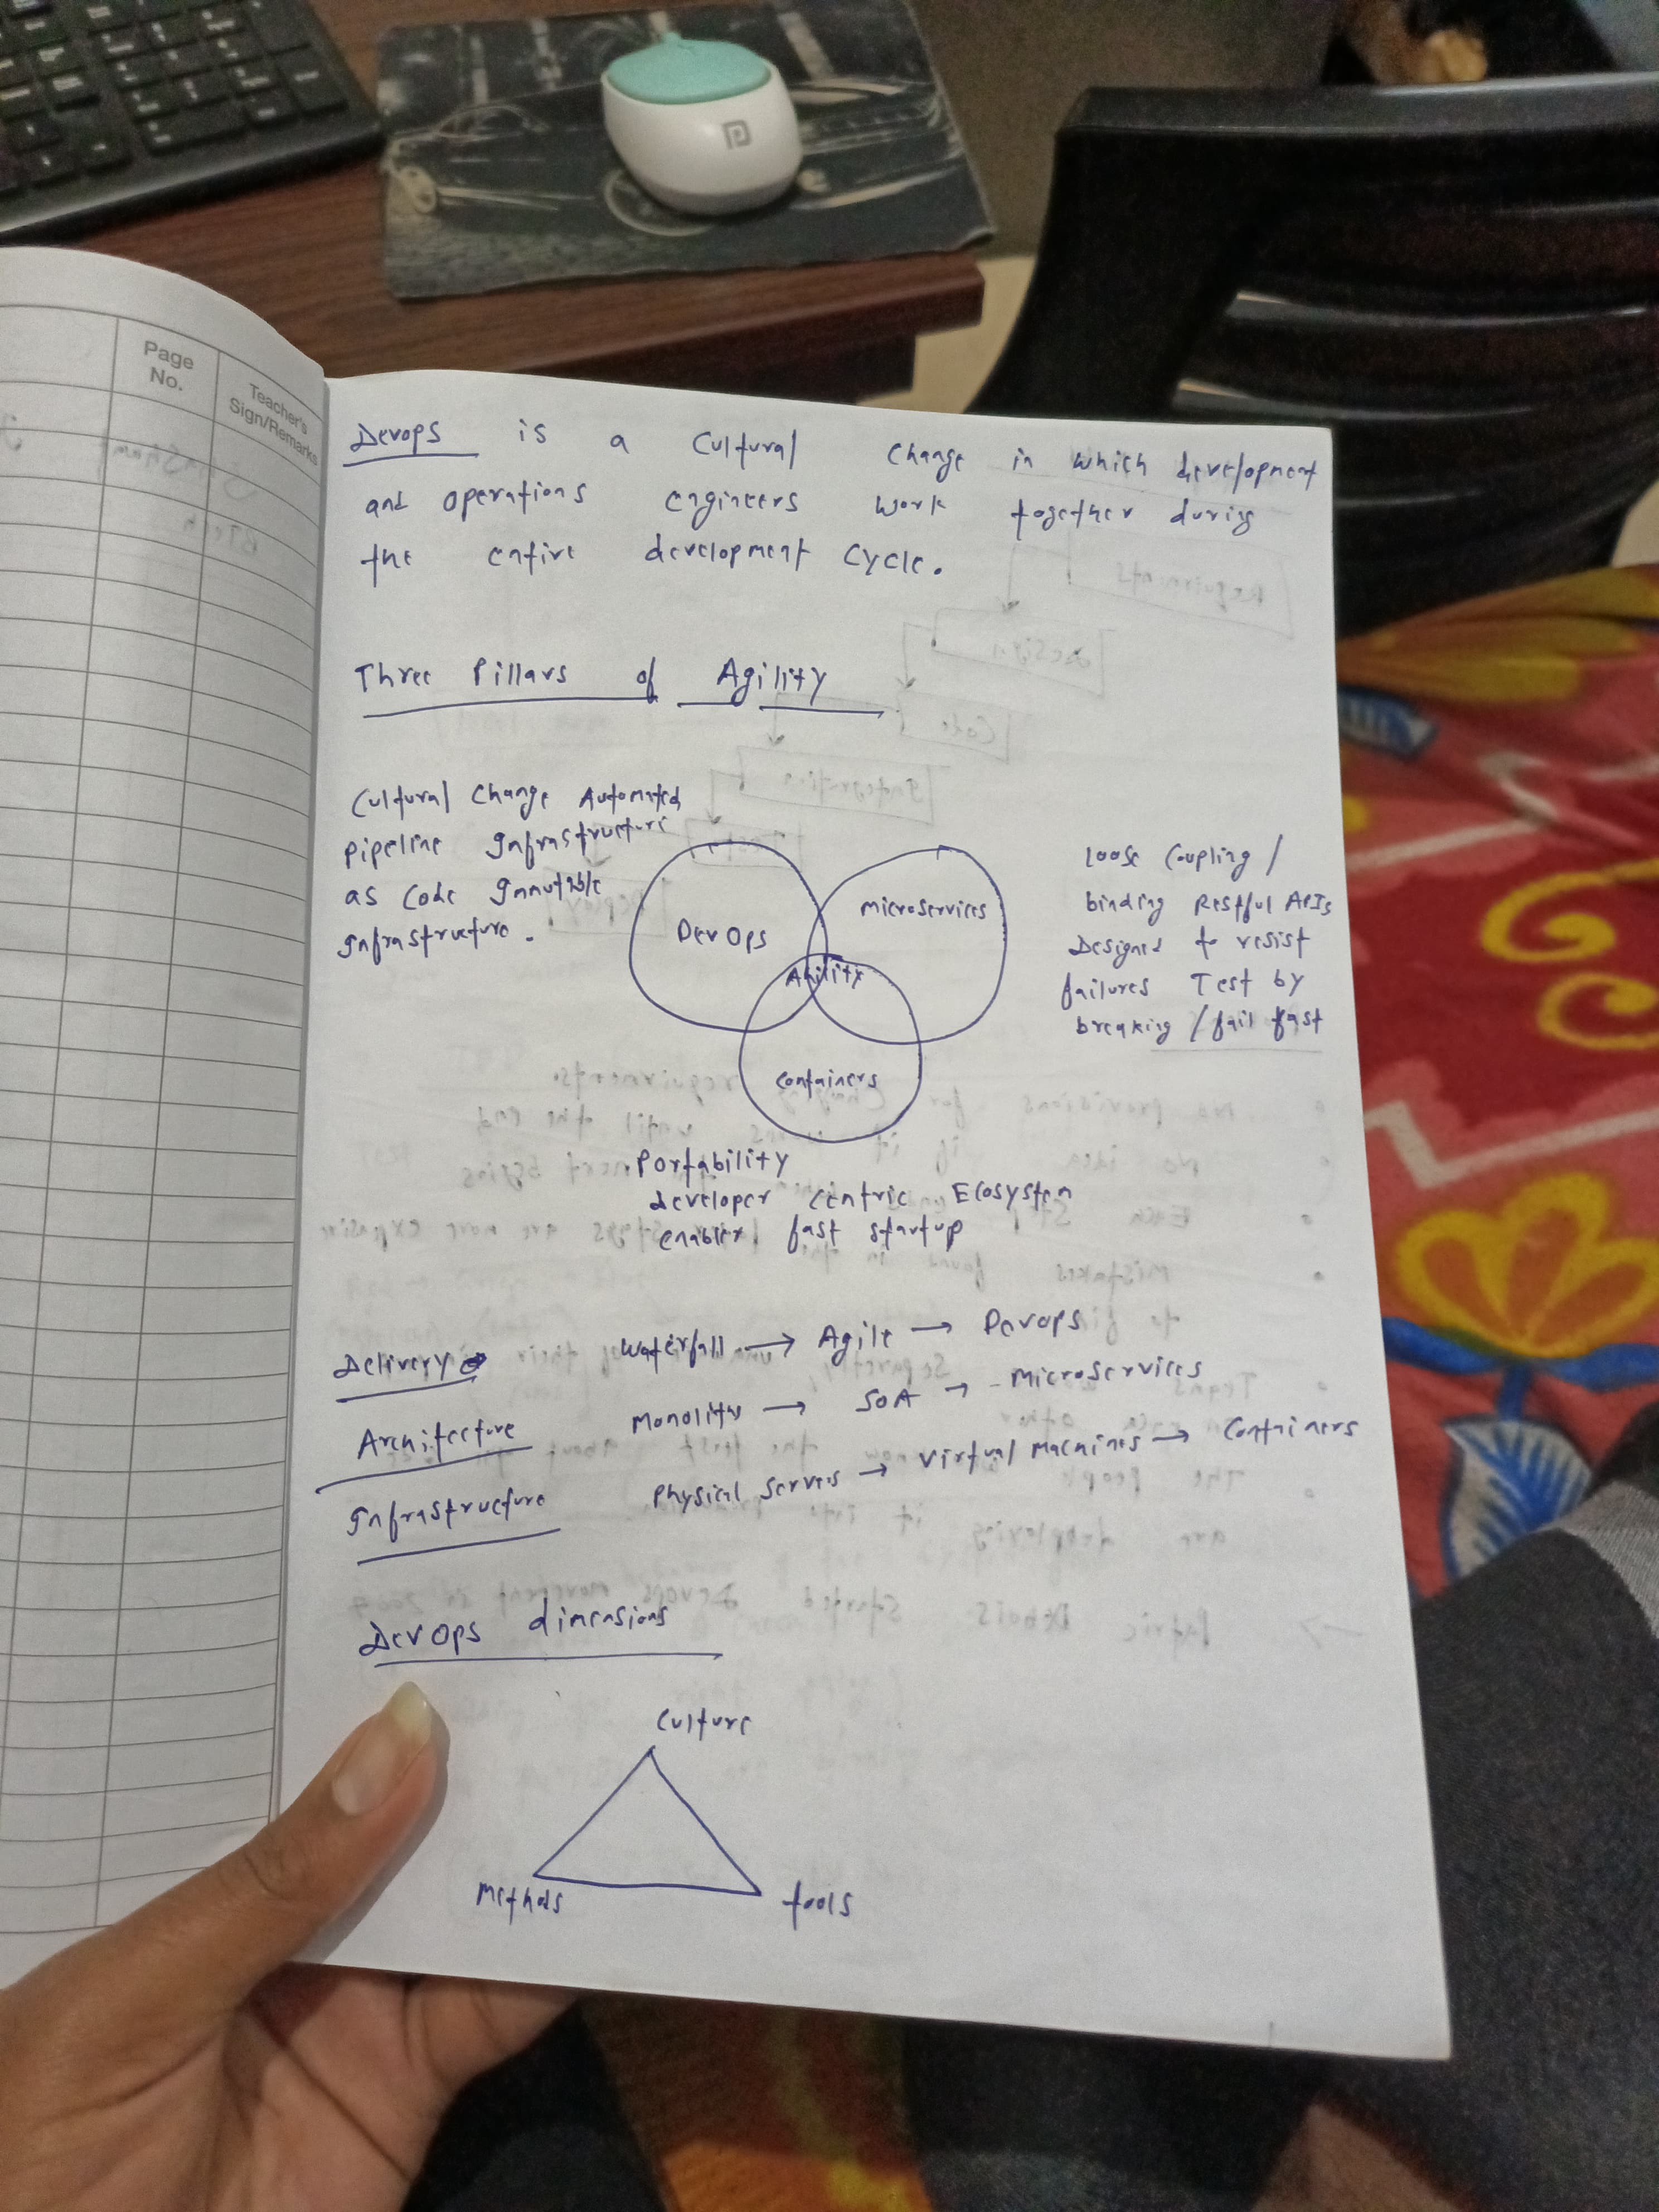 Page No.
Teacher's Sign/Remarks
Devops is a Cultural Change in which development
and operations engineers work together during
the entire development Cycle.
Three Pillars of Agility
Cultural Change Automated
pipeline Infrastructure
as Code Immutable
Infrastructure.
DevOps
Microservices
Agility
Containers
Loose Coupling /
binding Restful APIs
Designed to resist
failures Test by
breaking / fail fast
Portability
developer Centric Ecosystem
enabler fast startup
Delivery Waterfall → Agile → Devops
Architecture Monolith → SOA → Microservices
Infrastructure Physical Servers → Virtual Machines → Containers
DevOps dimensions
Culture
Methods
tools